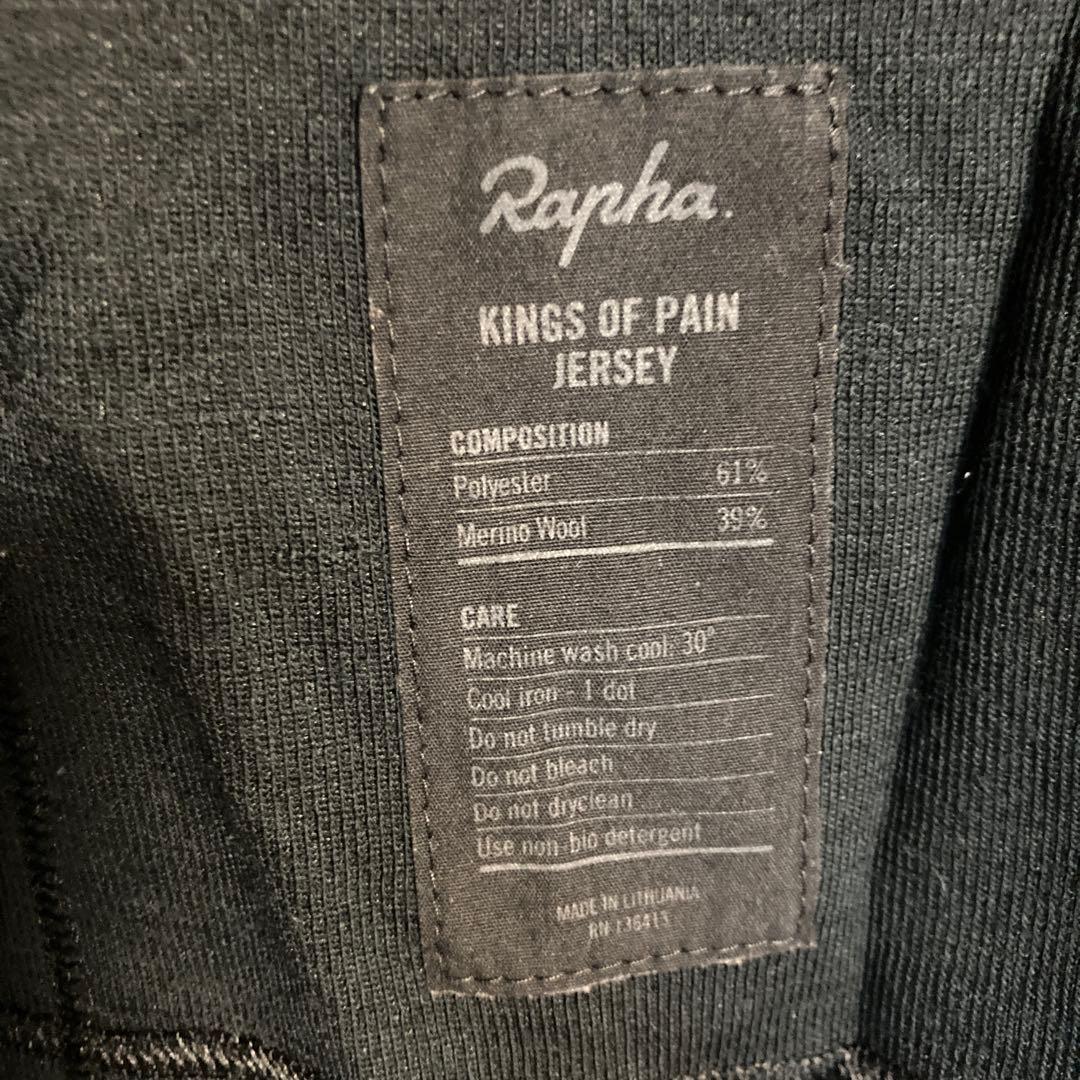 Rapha.
KINGS OF PAIN
JERSEY
COMPOSITION
Polyester 61%
Merino Wool 39%
CARE
Machine wash cool: 30°
Cool iron - 1 dot
Do not tumble dry
Do not bleach
Do not dryclean
Use non-bio detergent
MADE IN LITHUANIA
RN